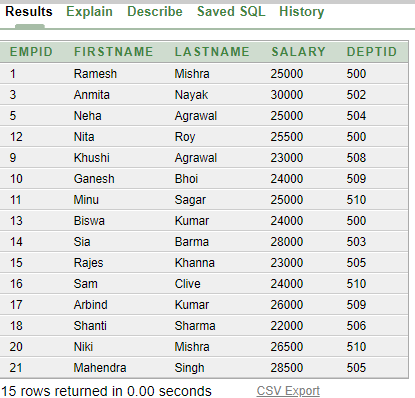 Results Explain Describe Saved SQL History
EMPID FIRSTNAME LASTNAME SALARY DEPTID
1 Ramesh Mishra 25000 500
3 Anmita Nayak 30000 502
5 Neha Agrawal 25000 504
12 Nita Roy 25500 500
9 Khushi Agrawal 23000 508
10 Ganesh Bhoi 24000 509
11 Minu Sagar 25000 510
13 Biswa Kumar 24000 500
14 Sia Barma 28000 503
15 Rajes Khanna 23000 505
16 Sam Clive 24000 510
17 Arbind Kumar 26000 509
18 Shanti Sharma 22000 506
20 Niki Mishra 26500 510
21 Mahendra Singh 28500 505
15 rows returned in 0.00 seconds CSV Export